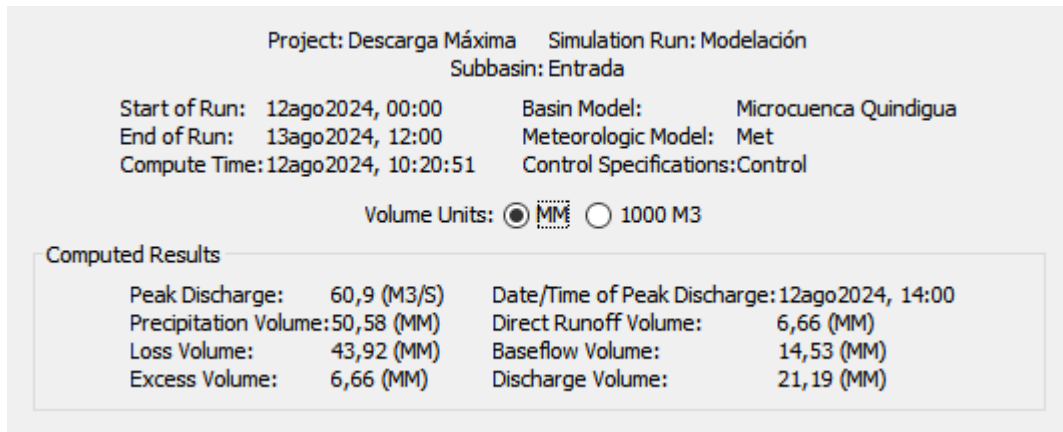 Project: Descarga Máxima Simulation Run: Modelación
Subbasin: Entrada
Start of Run: 12ago2024, 00:00 Basin Model: Microcuenca Quindigua
End of Run: 13ago2024, 12:00 Meteorologic Model: Met
Compute Time:12ago2024, 10:20:51 Control Specifications:Control
Volume Units: MM 1000 M3
Computed Results
Peak Discharge: 60,9 (M3/S) Date/Time of Peak Discharge:12ago2024, 14:00
Precipitation Volume:50,58 (MM) Direct Runoff Volume: 6,66 (MM)
Loss Volume: 43,92 (MM) Baseflow Volume: 14,53 (MM)
Excess Volume: 6,66 (MM) Discharge Volume: 21,19 (MM)